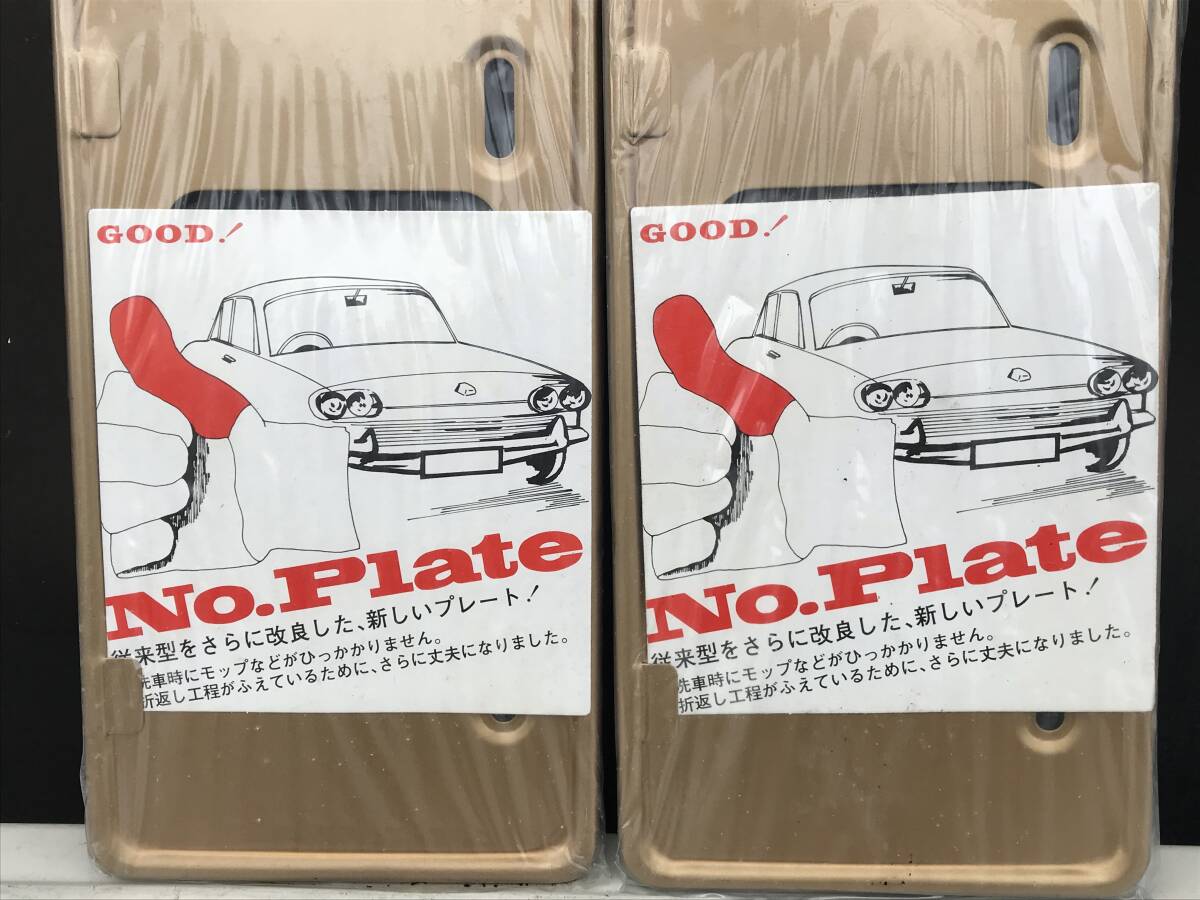 GOOD!
No.Plate
従来型をさらに改良した、新しいプレート!
洗車時にモップなどがひっかかりません。
折返し工程がふえているために、さらに丈夫になりました。
GOOD!
No.Plate
従来型をさらに改良した、新しいプレート!
洗車時にモップなどがひっかかりません。
折返し工程がふえているために、さらに丈夫になりました。